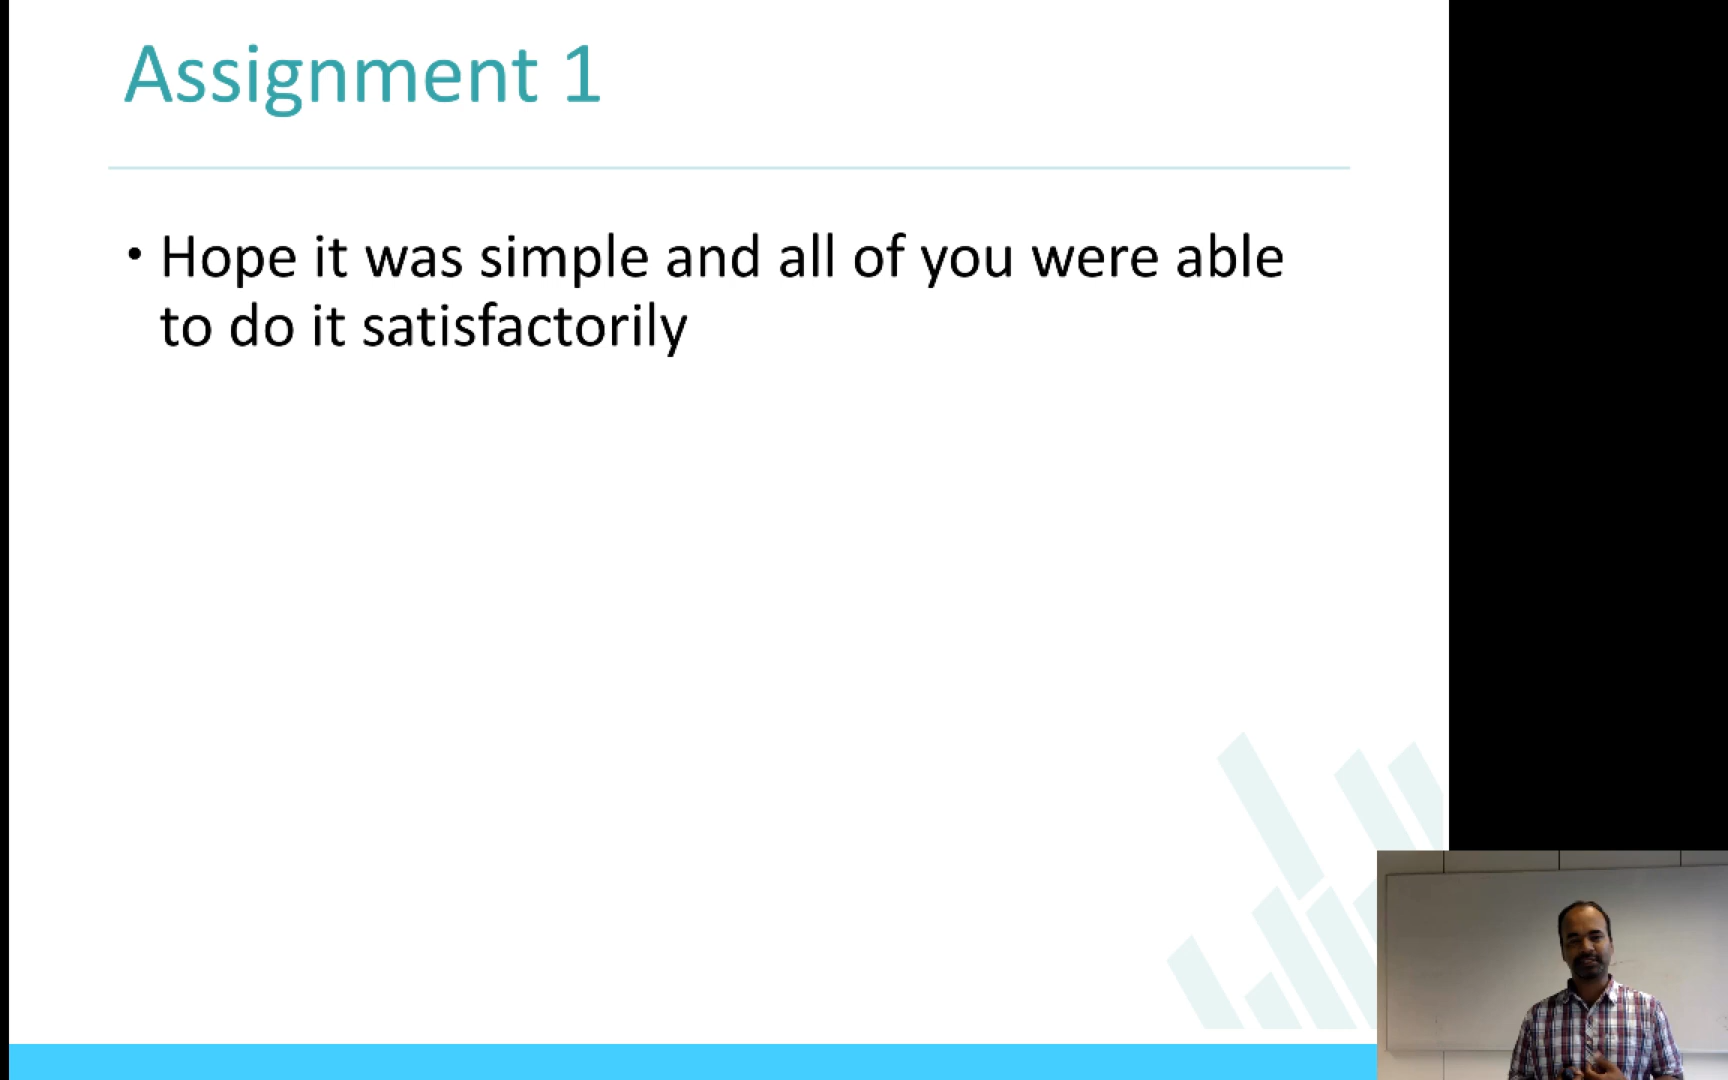 Assignment 1
• Hope it was simple and all of you were able
to do it satisfactorily